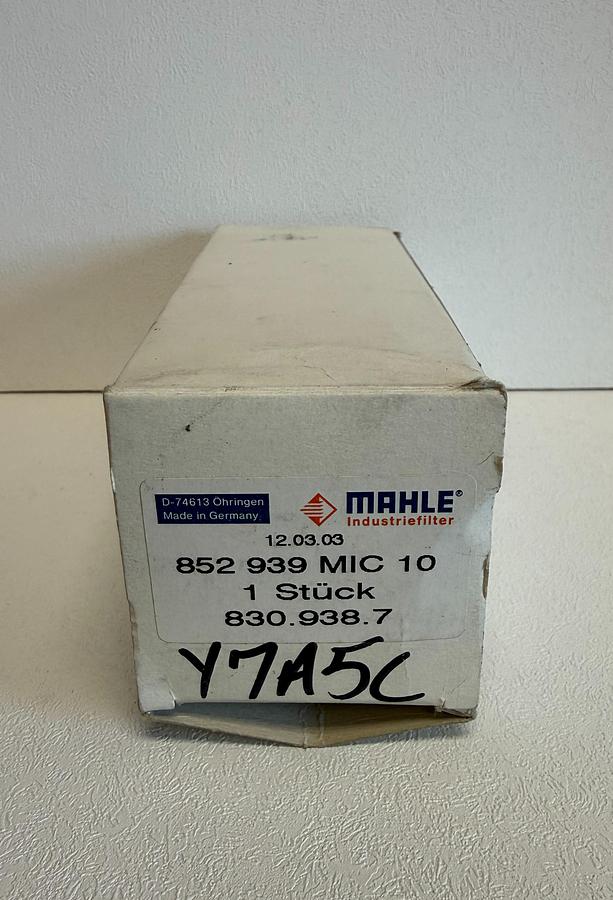 D-74613 Öhringen
Made in Germany
MAHLE®
Industriefilter
12.03.03
852 939 MIC 10
1 Stück
830.938.7
Y7A5C